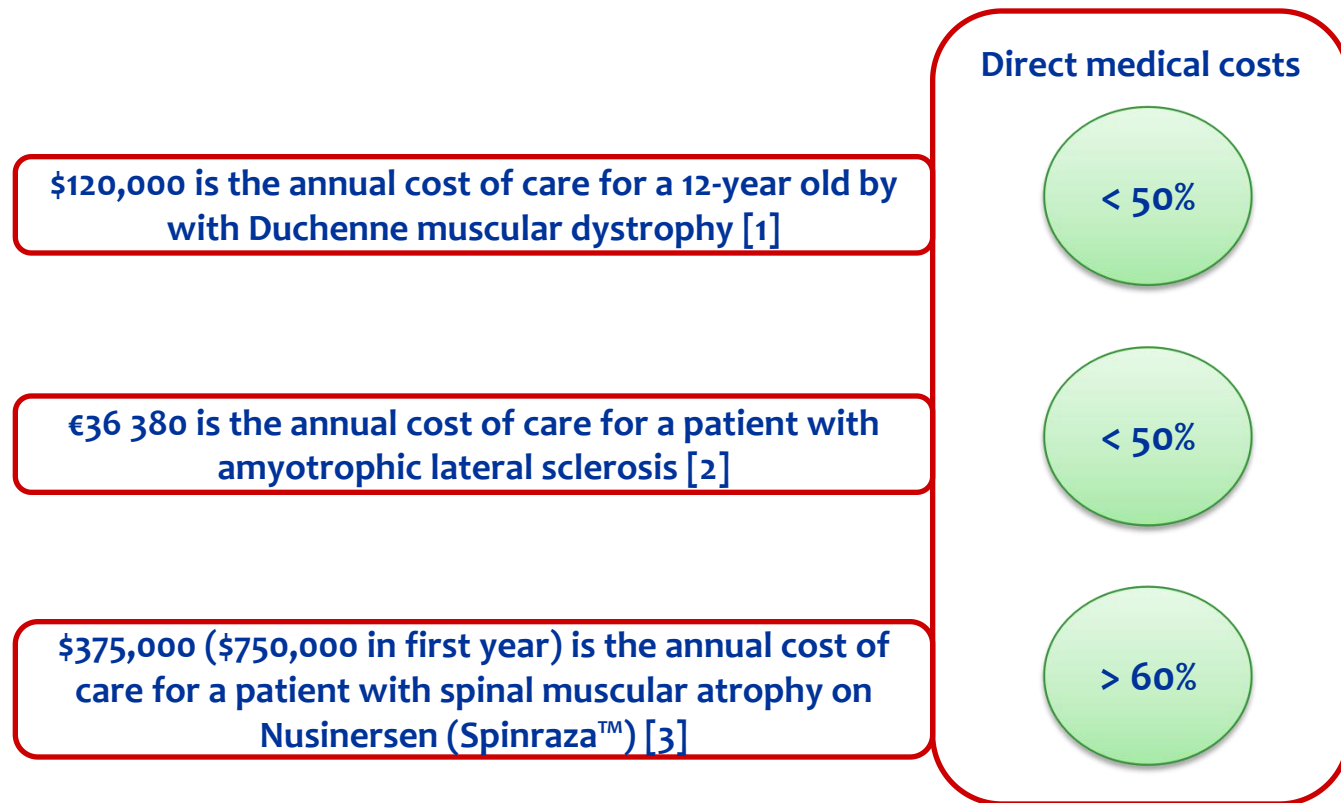 Direct medical costs
$120,000 is the annual cost of care for a 12-year old by
with Duchenne muscular dystrophy [1]
< 50%
€36 380 is the annual cost of care for a patient with
amyotrophic lateral sclerosis [2]
< 50%
$375,000 ($750,000 in first year) is the annual cost of
care for a patient with spinal muscular atrophy on
Nusinersen (Spinraza™) [3]
> 60%